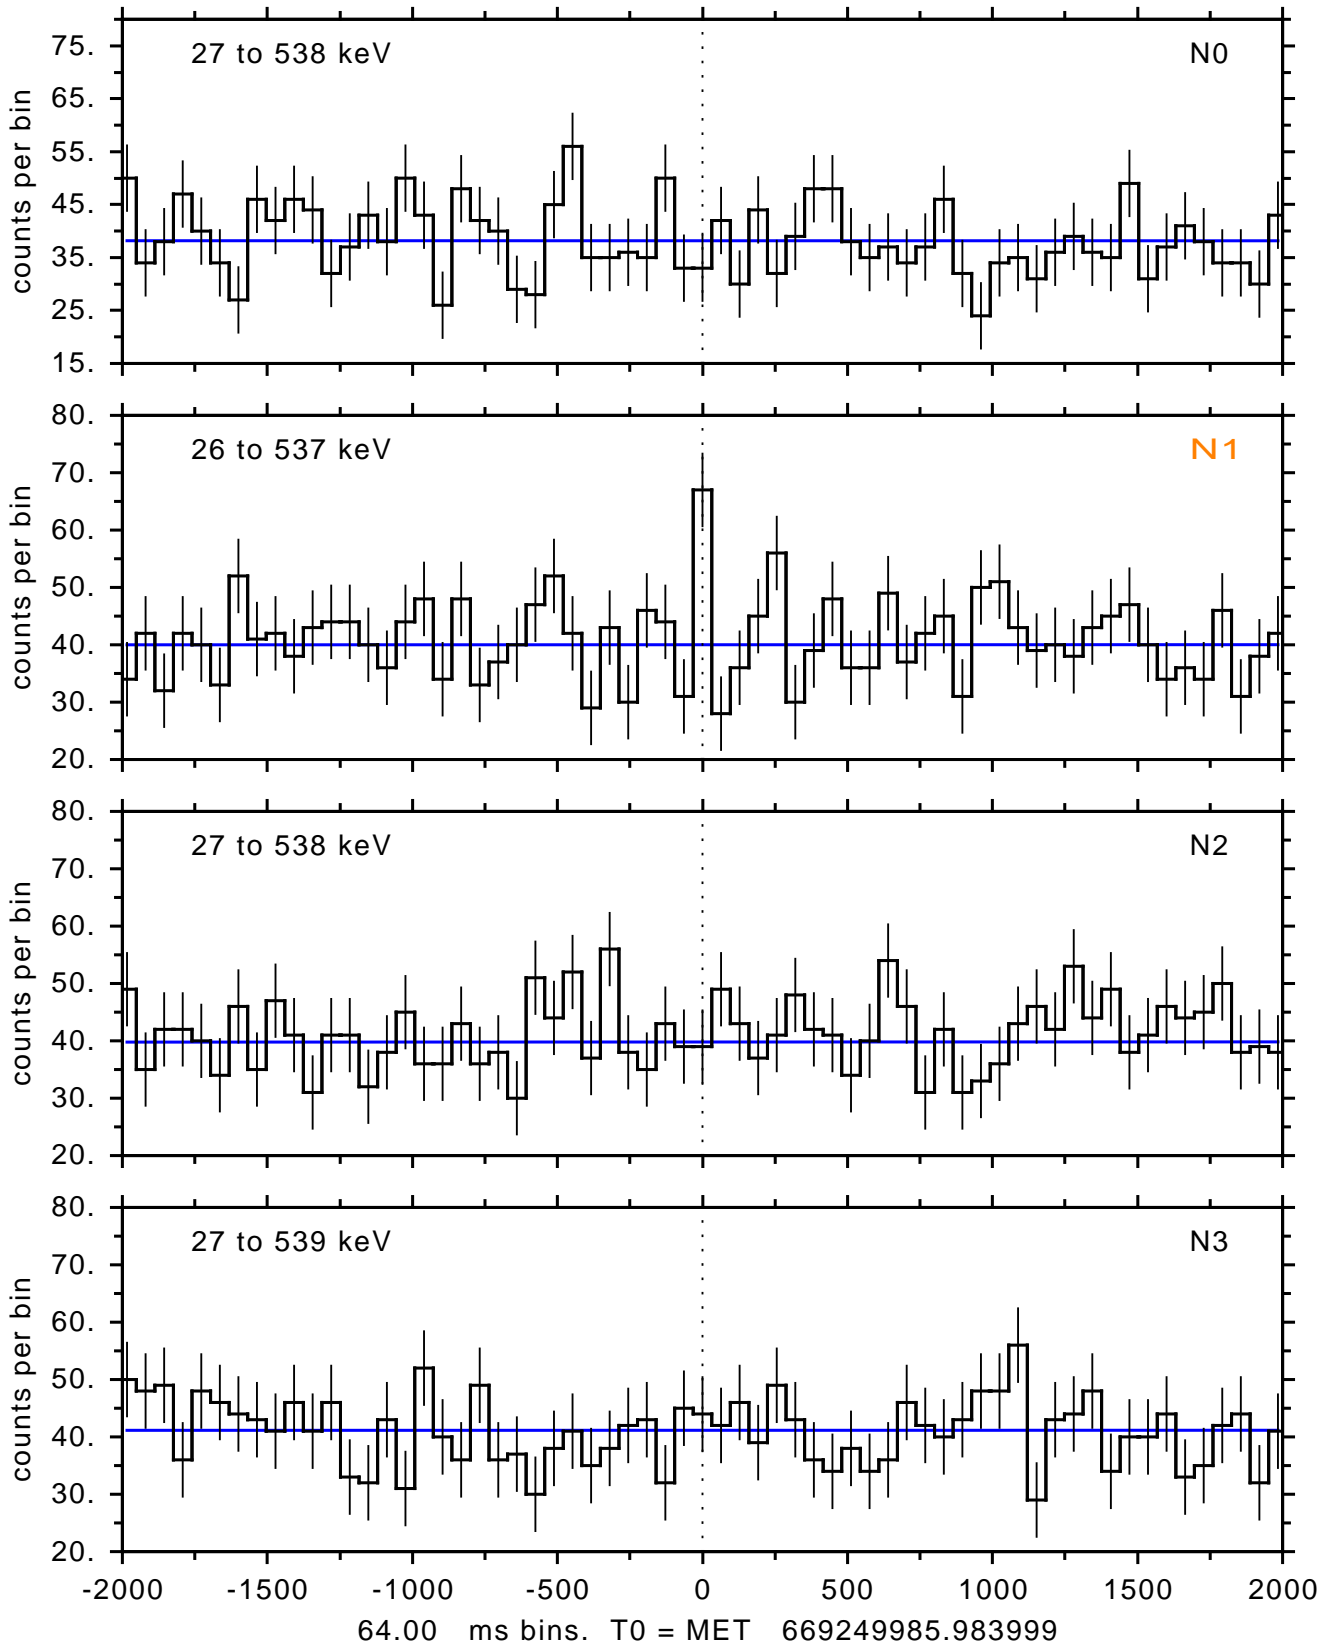 27 to 538 keV N0
75.
65.
55.
45.
35.
25.
15.
counts per bin
26 to 537 keV N1
80.
70.
60.
50.
40.
30.
20.
counts per bin
27 to 538 keV N2
80.
70.
60.
50.
40.
30.
20.
counts per bin
27 to 539 keV N3
80.
70.
60.
50.
40.
30.
20.
counts per bin
-2000 -1500 -1000 -500 0 500 1000 1500 2000
64.00 ms bins. T0 = MET 669249985.983999